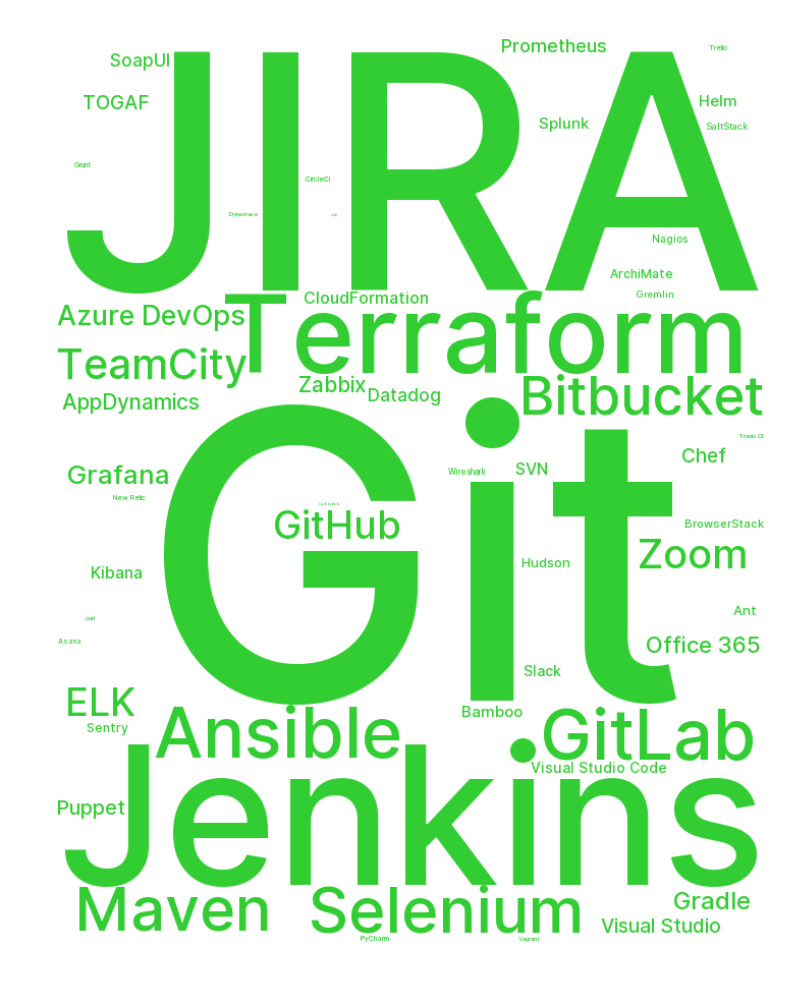 Prometheus
Trello
SoapUI
JIRA
TOGAF
Helm
Splunk
SaltStack
Grunt
CircleCI
Dynatrace
Nagios
ArchiMate
Gremlin
CloudFormation
Azure DevOps
Terraform
TeamCity
Zabbix
Datadog
Bitbucket
AppDynamics
Git
Travis CI
Chef
Wireshark
SVN
Grafana
New Relic
CyberArk
GitHub
BrowserStack
Zoom
Hudson
Kibana
Ant
curl
Asana
Office 365
Slack
ELK
Bamboo
Sentry
Ansible
GitLab
Visual Studio Code
Jenkins
Puppet
Maven
Selenium
Gradle
Visual Studio
PyCharm
Vagrant